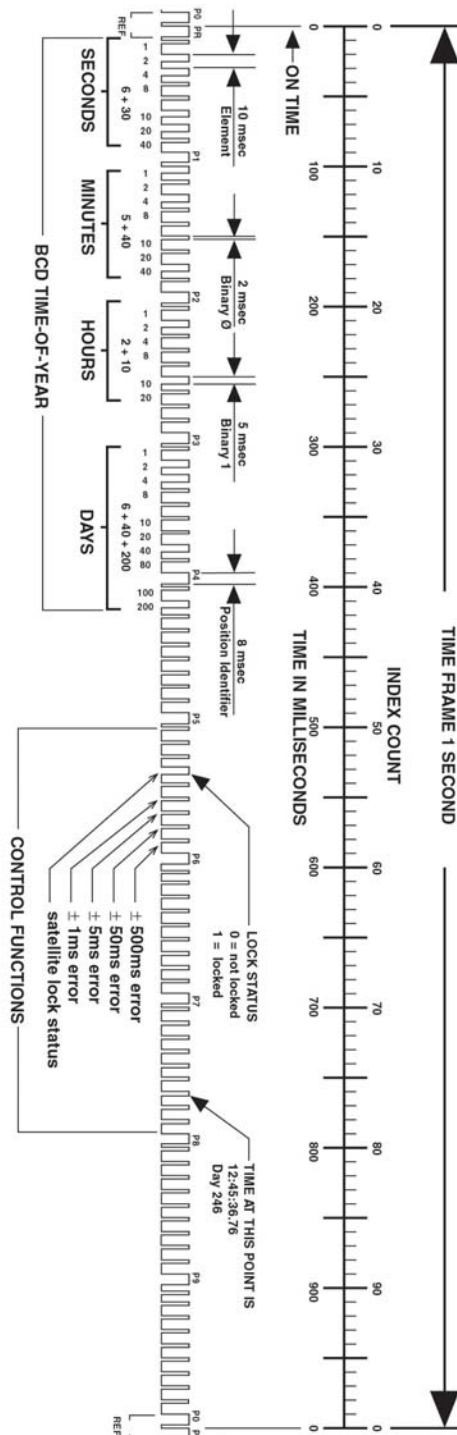 TIME FRAME 1 SECOND
0 10 20 30 40 50 60 70 80 90 0
INDEX COUNT
0 100 200 300 400 500 600 700 800 900 0
TIME IN MILLISECONDS
ON TIME
10 msec
Element
2 msec
Binary Ø
5 msec
Binary 1
8 msec
Position Identifier
LOCK STATUS
0 = not locked
1 = locked
TIME AT THIS POINT IS
12:45:36.76
Day 246
P0 PR P1 P2 P3 P4 P5 P6 P7 P8 P9 P0 P
REF
1 2 4 8 10 20 40
1 2 4 8 10 20 40
1 2 4 8 10 20
1 2 4 8 10 20 40 80 100 200
REF
6 + 30
5 + 40
2 + 10
6 + 40 + 200
SECONDS
MINUTES
HOURS
DAYS
BCD TIME-OF-YEAR
± 500ms error
± 50ms error
± 5ms error
± 1ms error
satellite lock status
CONTROL FUNCTIONS